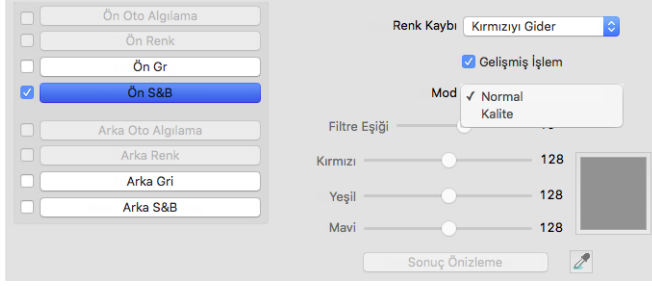 Ön Oto Algılama
Ön Renk
Ön Gr
Ön S&B
Arka Oto Algılama
Arka Renk
Arka Gri
Arka S&B
Renk Kaybı Kırmızıyı Gider
Gelişmiş İşlem
Mod ✓ Normal
Kalite
Filtre Eşiği
Kırmızı 128
Yeşil 128
Mavi 128
Sonuç Önizleme